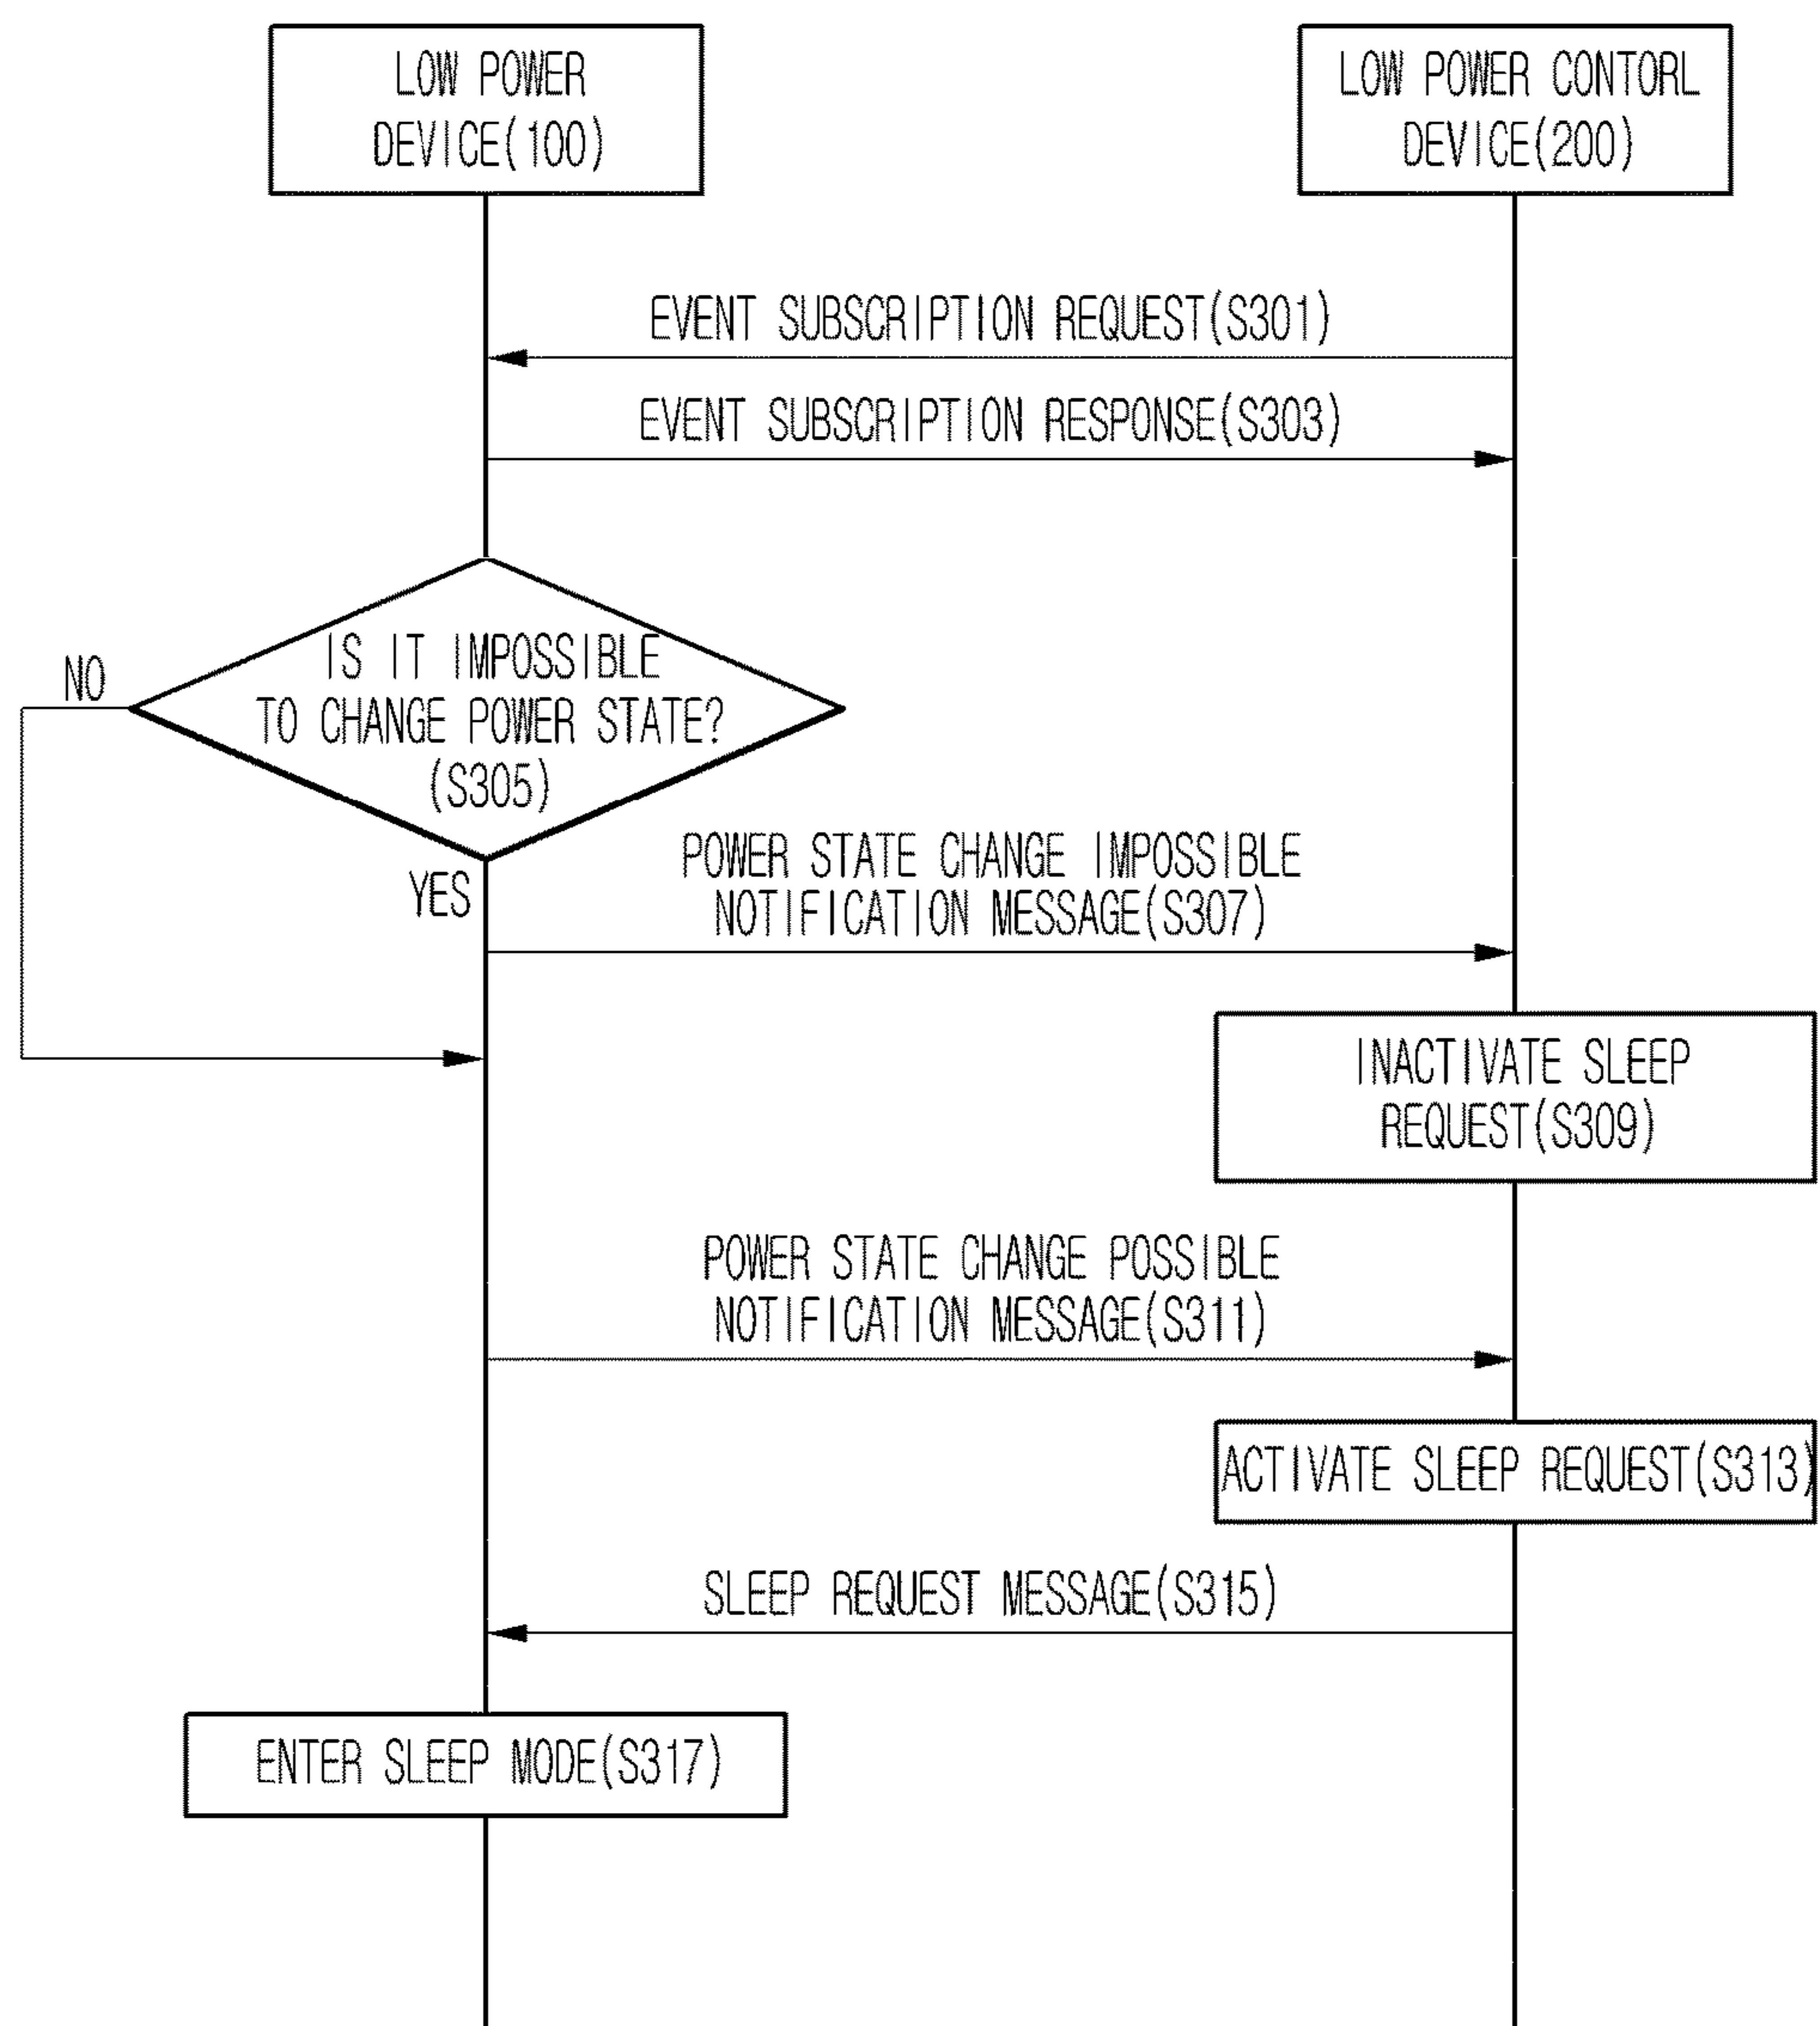 LOW POWER
DEVICE(100)
LOW POWER CONTORL
DEVICE(200)
EVENT SUBSCRIPTION REQUEST(S301)
EVENT SUBSCRIPTION RESPONSE(S303)
IS IT IMPOSSIBLE
TO CHANGE POWER STATE?
(S305)
NO
YES
POWER STATE CHANGE IMPOSSIBLE
NOTIFICATION MESSAGE(S307)
INACTIVATE SLEEP
REQUEST(S309)
POWER STATE CHANGE POSSIBLE
NOTIFICATION MESSAGE(S311)
ACTIVATE SLEEP REQUEST(S313)
SLEEP REQUEST MESSAGE(S315)
ENTER SLEEP MODE(S317)